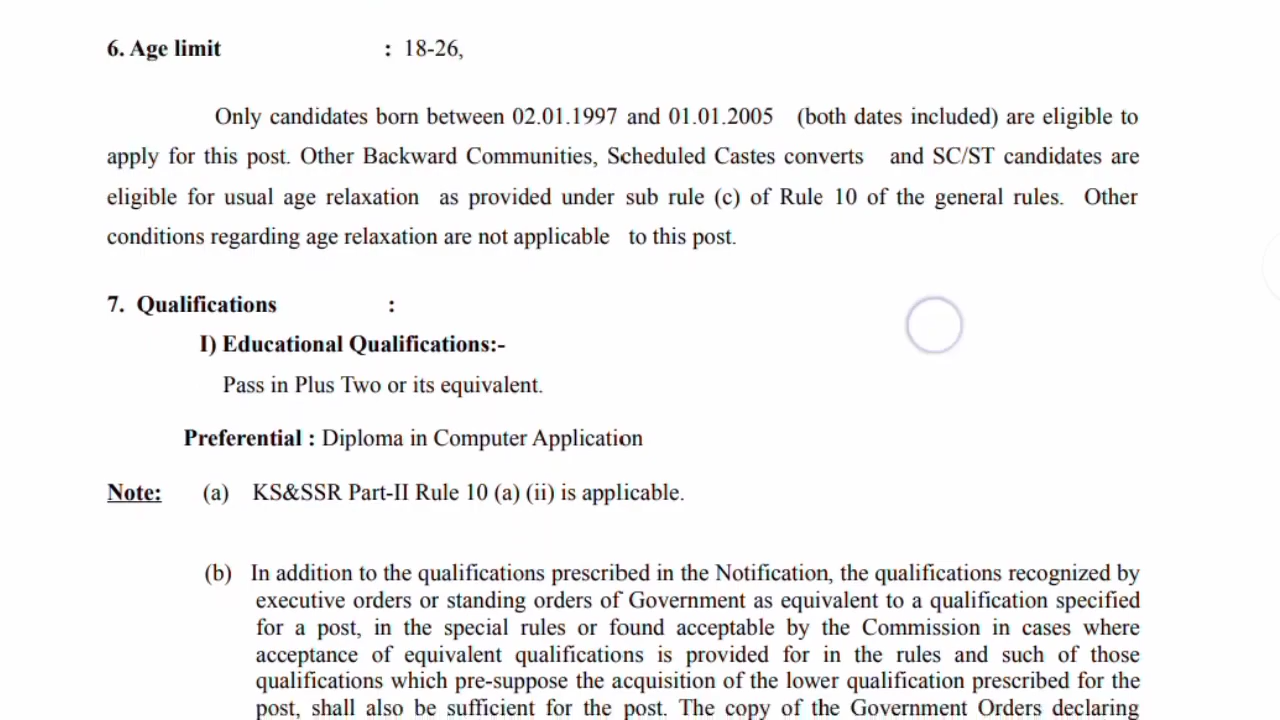 6. Age limit : 18-26,
Only candidates born between 02.01.1997 and 01.01.2005 (both dates included) are eligible to
apply for this post. Other Backward Communities, Scheduled Castes converts and SC/ST candidates are
eligible for usual age relaxation as provided under sub rule (c) of Rule 10 of the general rules. Other
conditions regarding age relaxation are not applicable to this post.
7. Qualifications :
I) Educational Qualifications:-
Pass in Plus Two or its equivalent.
Preferential : Diploma in Computer Application
Note: (a) KS&SSR Part-II Rule 10 (a) (ii) is applicable.
(b) In addition to the qualifications prescribed in the Notification, the qualifications recognized by
executive orders or standing orders of Government as equivalent to a qualification specified
for a post, in the special rules or found acceptable by the Commission in cases where
acceptance of equivalent qualifications is provided for in the rules and such of those
qualifications which pre-suppose the acquisition of the lower qualification prescribed for the
post, shall also be sufficient for the post. The copy of the Government Orders declaring